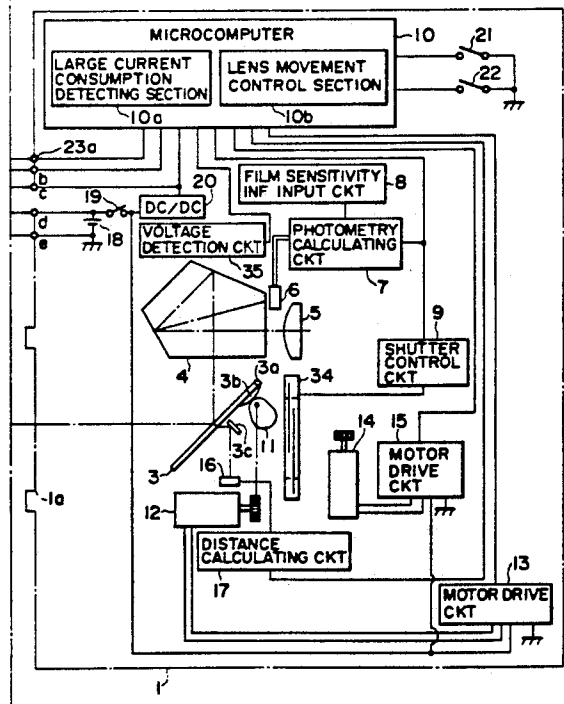 MICROCOMPUTER
10
21
LARGE CURRENT
CONSUMPTION
DETECTING SECTION
LENS MOVEMENT
CONTROL SECTION
22
10a
10b
23a
b
c
19
20
DC/DC
FILM SENSITIVITY
INF INPUT CKT
8
d
18
e
VOLTAGE
DETECTION CKT
35
PHOTOMETRY
CALCULATING
CKT
7
6
5
9
4
SHUTTER
CONTROL
CKT
3a
3b
34
3c
11
14
15
MOTOR
DRIVE
CKT
3
16
1a
12
DISTANCE
CALCULATING CKT
17
13
MOTOR DRIVE
CKT
1